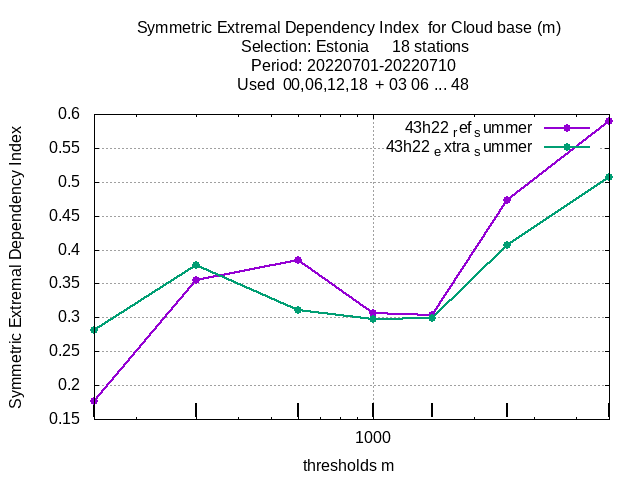 Symmetric Extremal Dependency Index  for Cloud base (m)
Selection: Estonia     18 stations
Period: 20220701-20220710
Used  00,06,12,18  + 03 06 ... 48
43h22 ref summer
43h22 extra summer
Symmetric Extremal Dependency Index
0.6
0.55
0.5
0.45
0.4
0.35
0.3
0.25
0.2
0.15
1000
thresholds m